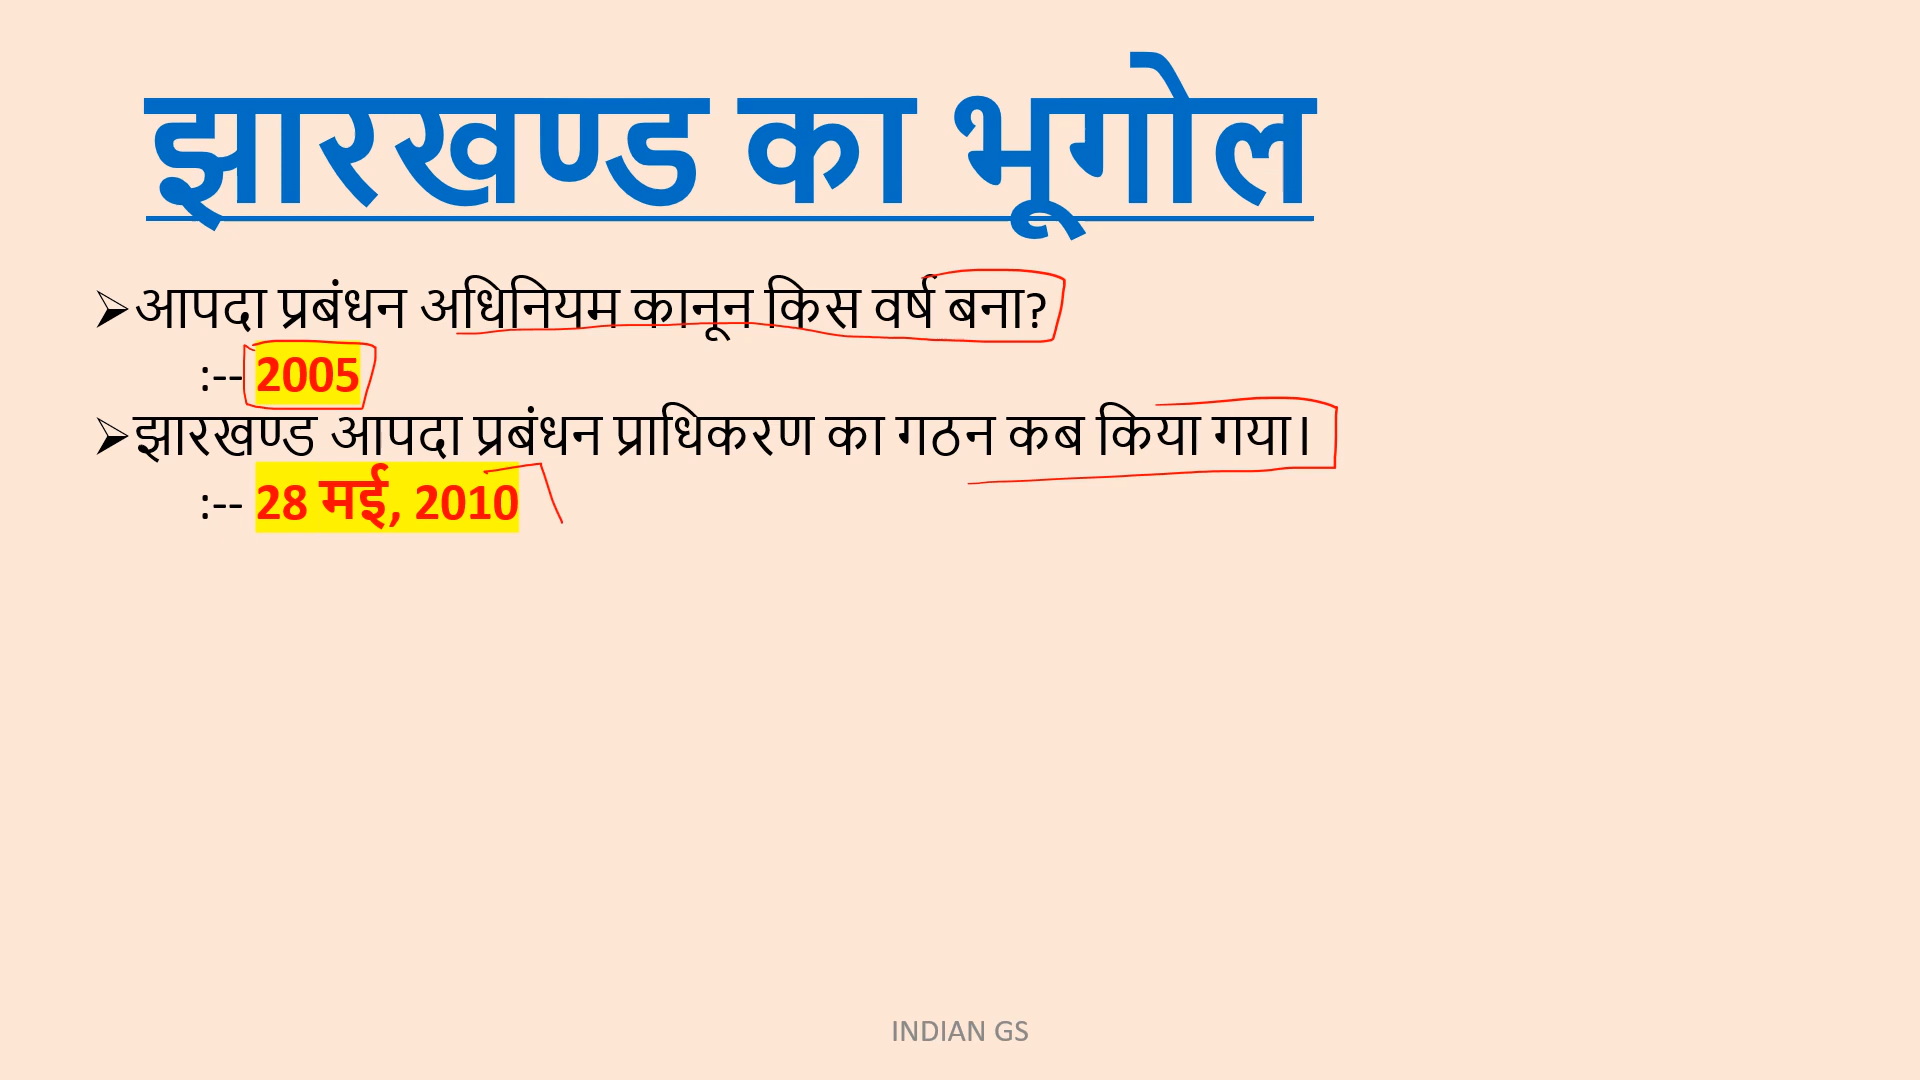 झारखण्ड का भूगोल
➢आपदा प्रबंधन अधिनियम कानून किस वर्ष बना?
:-- 2005
➢झारखण्ड आपदा प्रबंधन प्राधिकरण का गठन कब किया गया।
:-- 28 मई, 2010
INDIAN GS